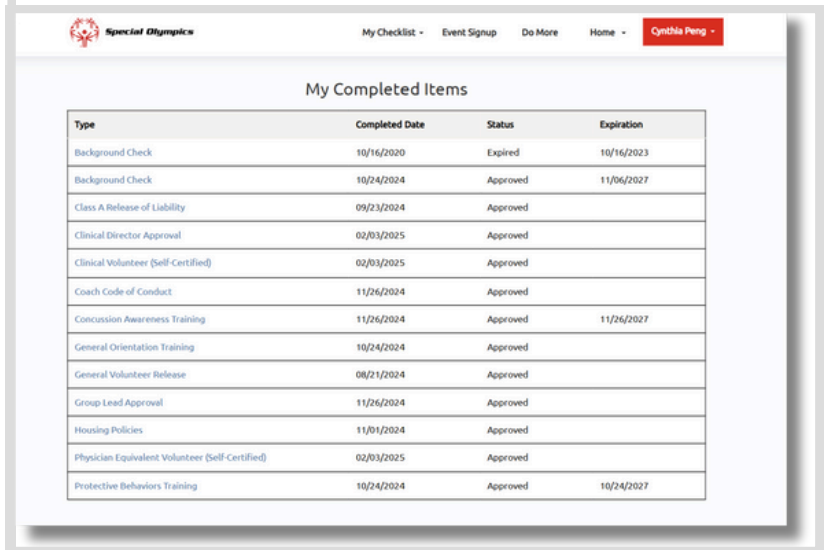 Special Olympics My Checklist Event Signup Do More Home Cynthia Peng
My Completed Items
Type Completed Date Status Expiration
Background Check 10/16/2020 Expired 10/16/2023
Background Check 10/24/2024 Approved 11/06/2027
Class A Release of Liability 09/23/2024 Approved
Clinical Director Approval 02/03/2025 Approved
Clinical Volunteer (Self-Certified) 02/03/2025 Approved
Coach Code of Conduct 11/26/2024 Approved
Concussion Awareness Training 11/26/2024 Approved 11/26/2027
General Orientation Training 10/24/2024 Approved
General Volunteer Release 08/21/2024 Approved
Group Lead Approval 11/26/2024 Approved
Housing Policies 11/01/2024 Approved
Physician Equivalent Volunteer (Self-Certified) 02/03/2025 Approved
Protective Behaviors Training 10/24/2024 Approved 10/24/2027